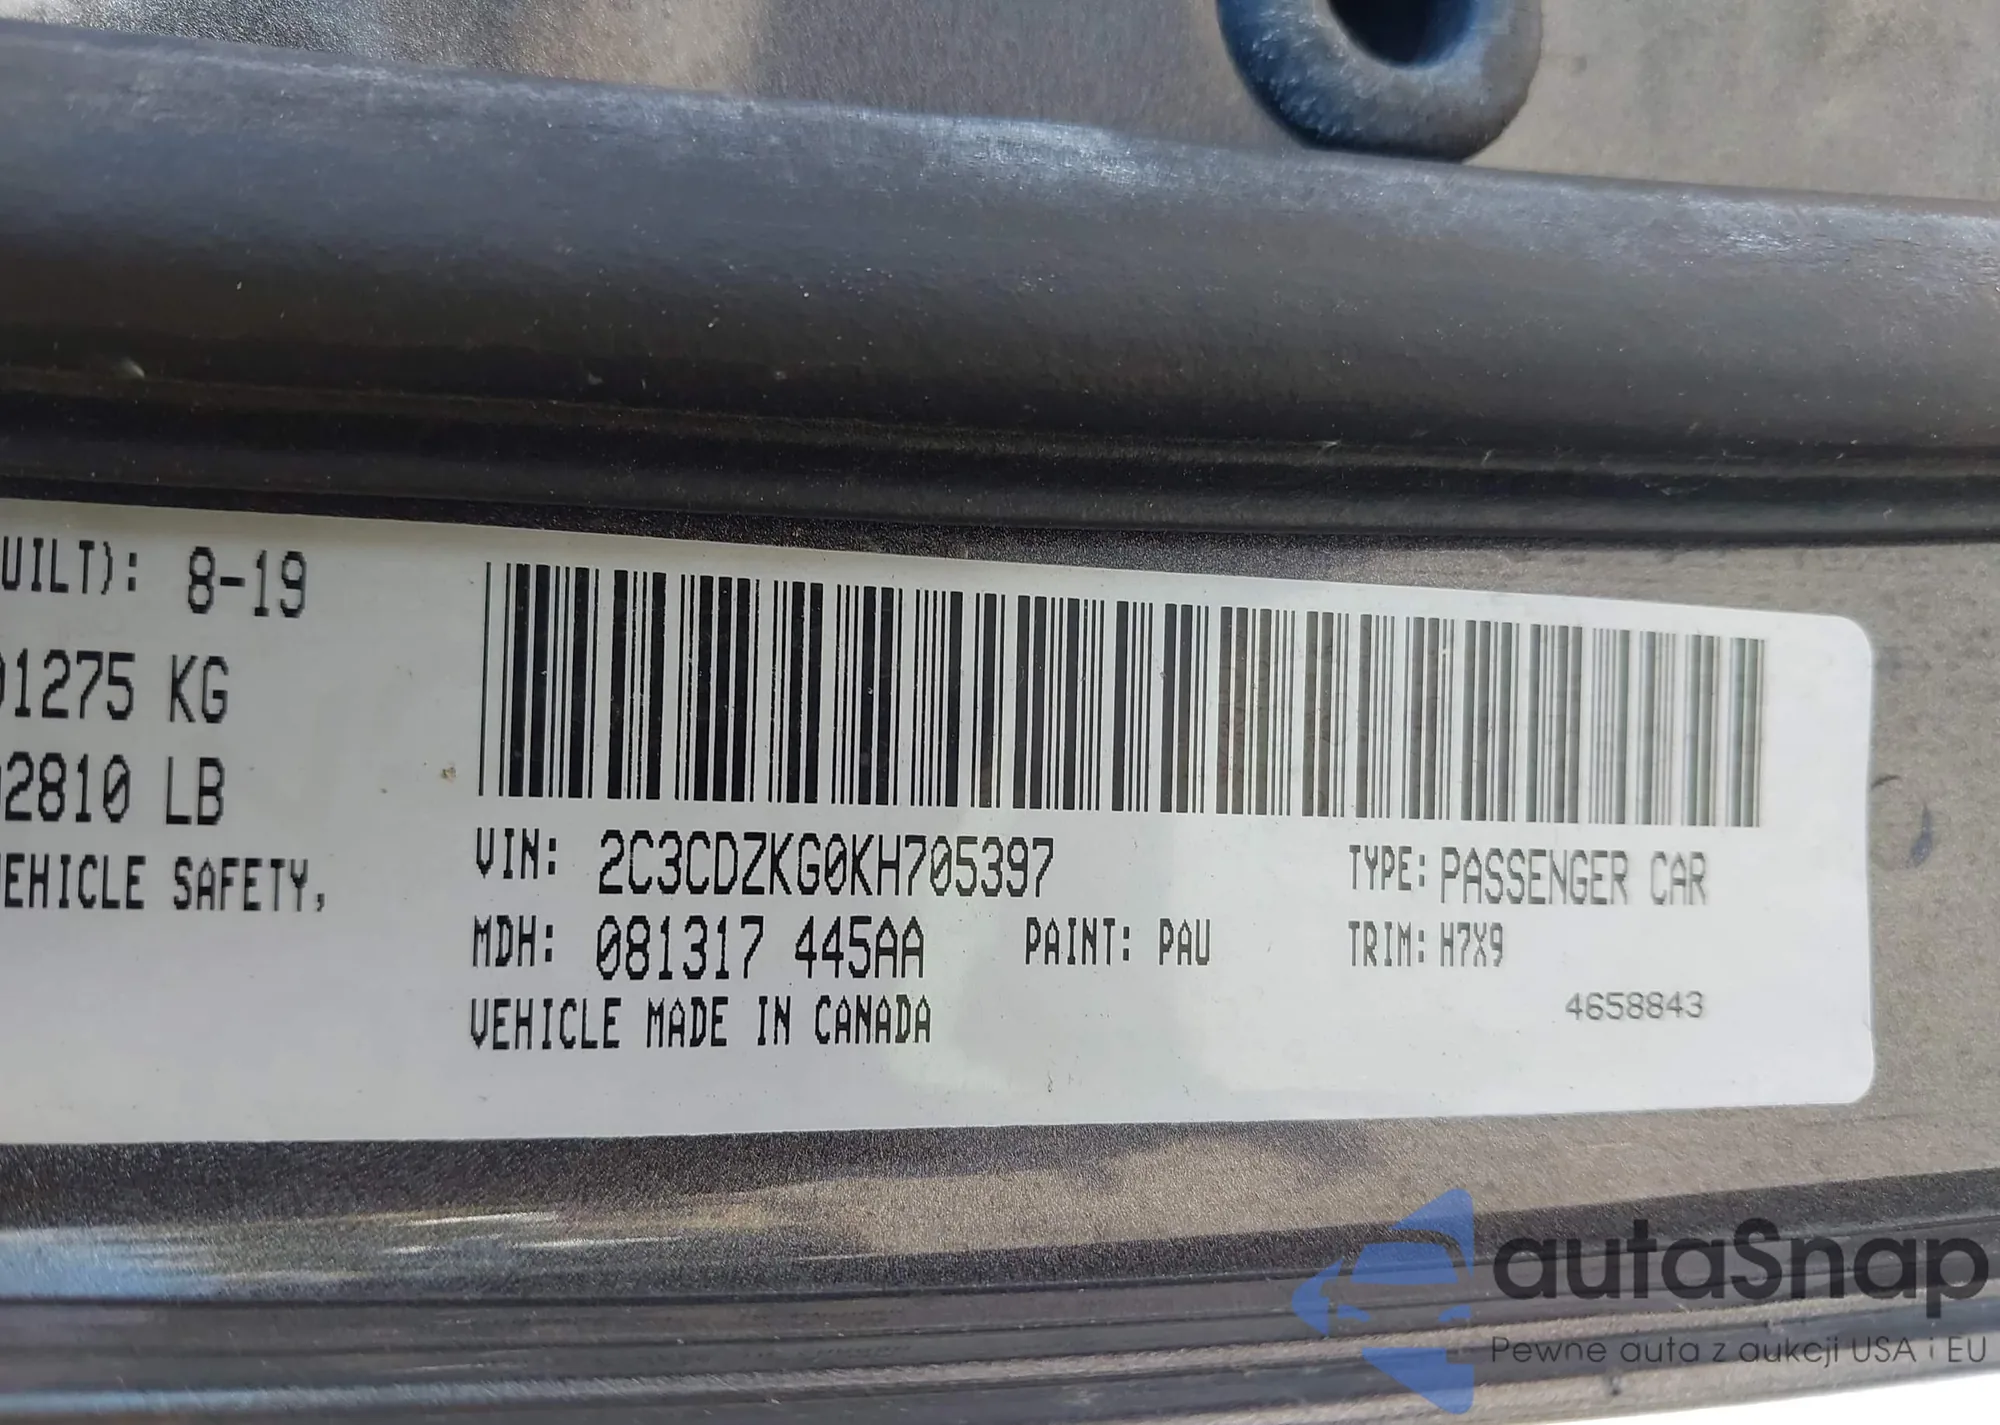 UILT): 8-19
1275 KG
2810 LB
VEHICLE SAFETY,
VIN: 2C3CDZKG0KH705397 TYPE: PASSENGER CAR
MDH: 081317 445AA PAINT: PAU TRIM: H7X9
VEHICLE MADE IN CANADA
4658843
autaSnap
Pewne auta z aukcji USA i EU